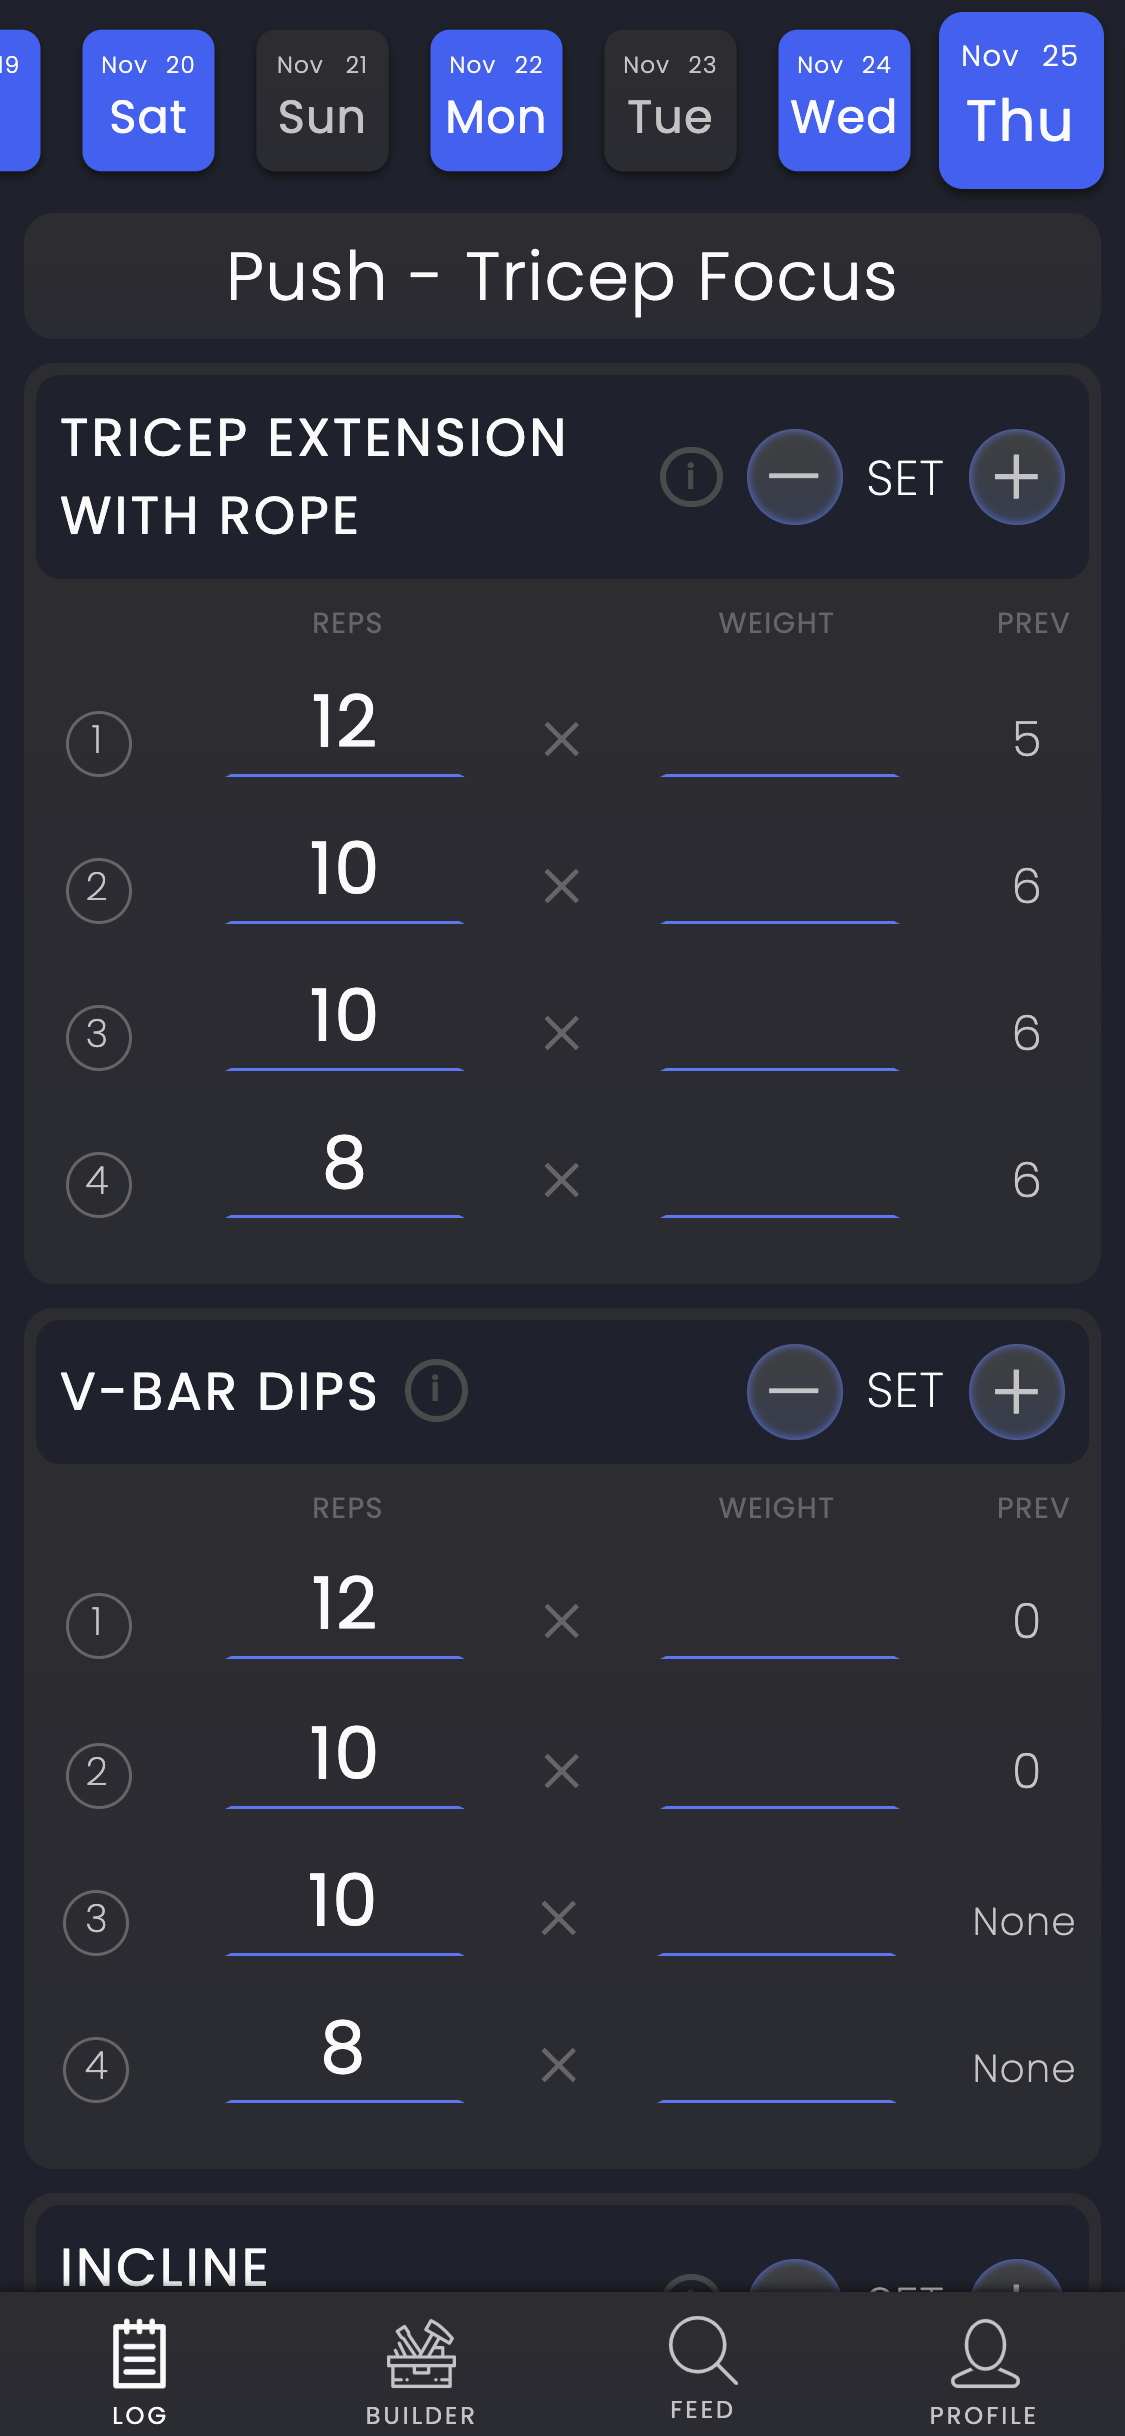 19
Nov 20
Sat
Nov 21
Sun
Nov 22
Mon
Nov 23
Tue
Nov 24
Wed
Nov 25
Thu
Push - Tricep Focus
TRICEP EXTENSION
WITH ROPE
i
SET
REPS WEIGHT PREV
1 12 × 5
2 10 × 6
3 10 × 6
4 8 × 6
V-BAR DIPS i SET
REPS WEIGHT PREV
1 12 × 0
2 10 × 0
3 10 × None
4 8 × None
INCLINE
SET
LOG BUILDER FEED PROFILE